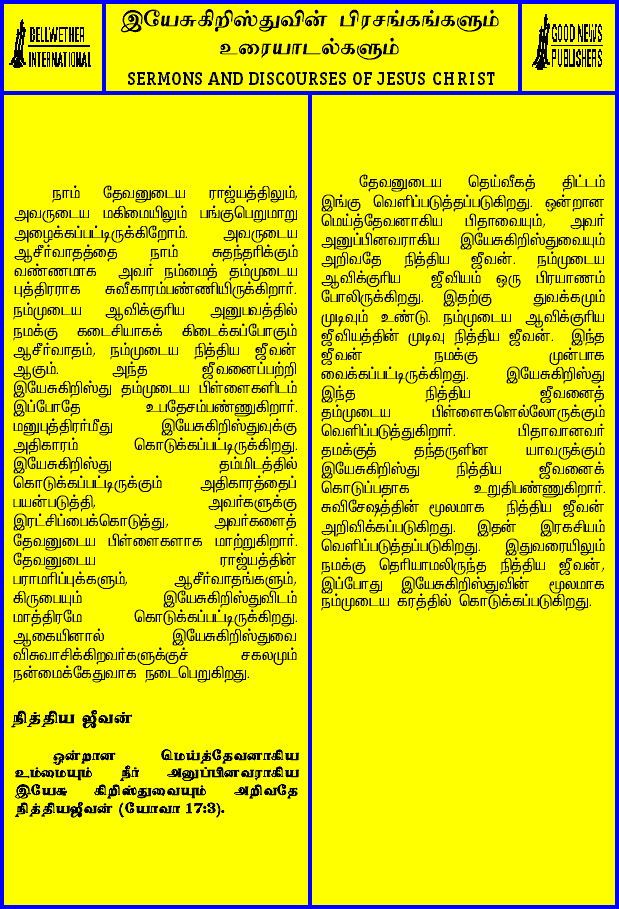 BELLWETHER
INTERNATIONAL
இயேசுகிறிஸ்துவின் பிரசங்கங்களும்
உரையாடல்களும்
SERMONS AND DISCOURSES OF JESUS CHRIST
GOOD NEWS
PUBLISHERS
நாம் தேவனுடைய ராஜ்யத்திலும்,
அவருடைய மகிமையிலும் பங்குபெறுமாறு
அழைக்கப்பட்டிருக்கிறோம். அவருடைய
ஆசீர்வாதத்தை நாம் சுதந்தரிக்கும்
வண்ணமாக அவர் நம்மைத் தம்முடைய
புத்திரராக சுவீகாரம்பண்ணியிருக்கிறார்.
நம்முடைய ஆவிக்குரிய அனுபவத்தில்
நமக்கு கடைசியாகக் கிடைக்கப்போகும்
ஆசீர்வாதம், நம்முடைய நித்திய ஜீவன்
ஆகும். அந்த ஜீவனைப்பற்றி
இயேசுகிறிஸ்து தம்முடைய பிள்ளைகளிடம்
இப்போதே உபதேசம்பண்ணுகிறார்.
மனுபுத்திரர்மீது இயேசுகிறிஸ்துவுக்கு
அதிகாரம் கொடுக்கப்பட்டிருக்கிறது.
இயேசுகிறிஸ்து தம்மிடத்தில்
கொடுக்கப்பட்டிருக்கும் அதிகாரத்தைப்
பயன்படுத்தி, அவர்களுக்கு
இரட்சிப்பைக்கொடுத்து, அவர்களைத்
தேவனுடைய பிள்ளைகளாக மாற்றுகிறார்.
தேவனுடைய ராஜ்யத்தின்
பராமரிப்புக்களும், ஆசீர்வாதங்களும்,
கிருபையும் இயேசுகிறிஸ்துவிடம்
மாத்திரமே கொடுக்கப்பட்டிருக்கிறது.
ஆகையினால் இயேசுகிறிஸ்துவை
விசுவாசிக்கிறவர்களுக்குச் சகலமும்
நன்மைக்கேதுவாக நடைபெறுகிறது.
நித்திய ஜீவன்
ஒன்றான மெய்த்தேவனாகிய
உம்மையும் நீர் அனுப்பினவராகிய
இயேசு கிறிஸ்துவையும் அறிவதே
நித்தியஜீவன் (யோவா 17:3).
தேவனுடைய தெய்வீகத் திட்டம்
இங்கு வெளிப்படுத்தப்படுகிறது. ஒன்றான
மெய்த்தேவனாகிய பிதாவையும், அவர்
அனுப்பினவராகிய இயேசுகிறிஸ்துவையும்
அறிவதே நித்திய ஜீவன். நம்முடைய
ஆவிக்குரிய ஜீவியம் ஒரு பிரயாணம்
போலிருக்கிறது. இதற்கு துவக்கமும்
முடிவும் உண்டு. நம்முடைய ஆவிக்குரிய
ஜீவியத்தின் முடிவு நித்திய ஜீவன். இந்த
ஜீவன் நமக்கு முன்பாக
வைக்கப்பட்டிருக்கிறது. இயேசுகிறிஸ்து
இந்த நித்திய ஜீவனைத்
தம்முடைய பிள்ளைகளெல்லோருக்கும்
வெளிப்படுத்துகிறார். பிதாவானவர்
தமக்குத் தந்தருளின யாவருக்கும்
இயேசுகிறிஸ்து நித்திய ஜீவனைக்
கொடுப்பதாக உறுதிபண்ணுகிறார்.
சுவிசேஷத்தின் மூலமாக நித்திய ஜீவன்
அறிவிக்கப்படுகிறது. இதன் இரகசியம்
வெளிப்படுத்தப்படுகிறது. இதுவரையிலும்
நமக்கு தெரியாமலிருந்த நித்திய ஜீவன்,
இப்போது இயேசுகிறிஸ்துவின் மூலமாக
நம்முடைய கரத்தில் கொடுக்கப்படுகிறது.